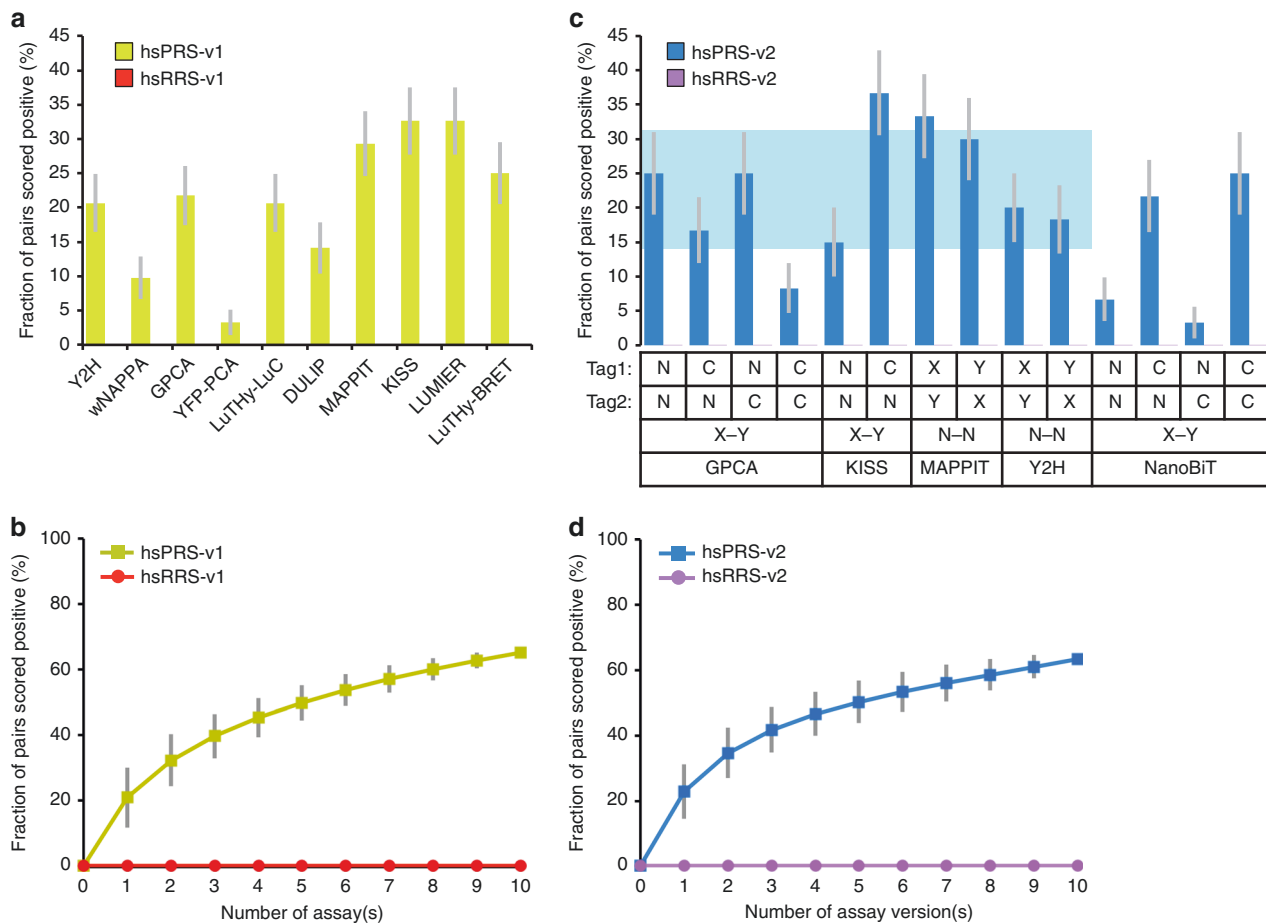 a
Fraction of pairs scored positive (%)
45
40
35
30
25
20
15
10
5
0
hsPRS-v1
hsRRS-v1
Y2H
wNAPPA
GPCA
YFP-PCA
LuTHy-LuC
DULIP
MAPPIT
KISS
LUMIER
LuTHy-BRET
c
Fraction of pairs scored positive (%)
45
40
35
30
25
20
15
10
5
0
hsPRS-v2
hsRRS-v2
Tag1: N C N C N C X Y X Y N C N C
Tag2: N N C C N N Y X Y X N N C C
X–Y X–Y N–N N–N X–Y
GPCA KISS MAPPIT Y2H NanoBiT
b
Fraction of pairs scored positive (%)
100
80
60
40
20
0
hsPRS-v1
hsRRS-v1
0 1 2 3 4 5 6 7 8 9 10
Number of assay(s)
d
Fraction of pairs scored positive (%)
100
80
60
40
20
0
hsPRS-v2
hsRRS-v2
0 1 2 3 4 5 6 7 8 9 10
Number of assay version(s)